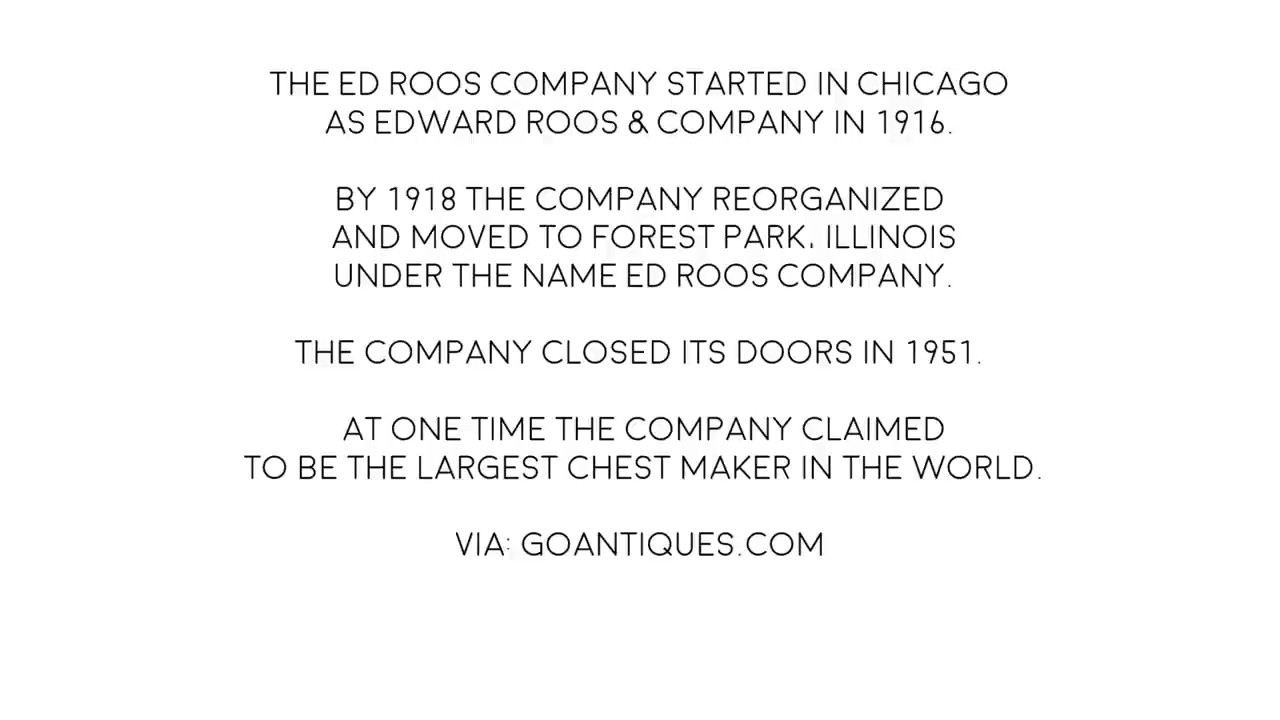 THE ED ROOS COMPANY STARTED IN CHICAGO
AS EDWARD ROOS & COMPANY IN 1916.
BY 1918 THE COMPANY REORGANIZED
AND MOVED TO FOREST PARK, ILLINOIS
UNDER THE NAME ED ROOS COMPANY.
THE COMPANY CLOSED ITS DOORS IN 1951.
AT ONE TIME THE COMPANY CLAIMED
TO BE THE LARGEST CHEST MAKER IN THE WORLD.
VIA: GOANTIQUES.COM